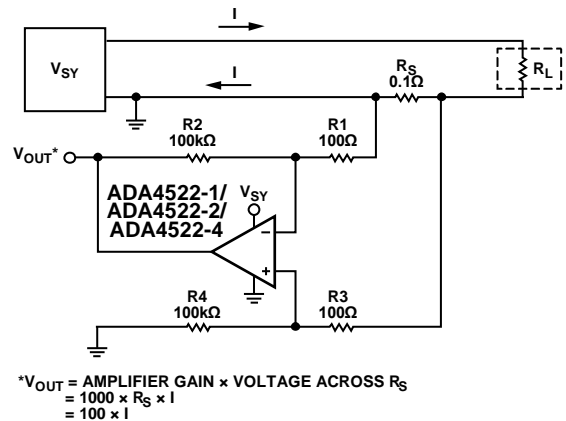 I
V_SY
I
R_S
0.1Ω
R_L
R2
100kΩ
R1
100Ω
V_OUT*
ADA4522-1/
ADA4522-2/
ADA4522-4
V_SY
−
+
R4
100kΩ
R3
100Ω
*V_OUT = AMPLIFIER GAIN × VOLTAGE ACROSS R_S
= 1000 × R_S × I
= 100 × I